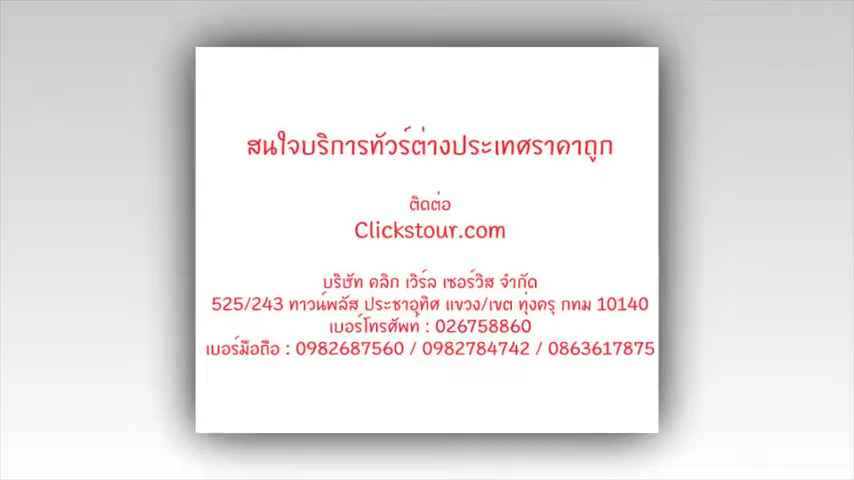 สนใจบริการทัวร์ต่างประเทศราคาถูก
ติดต่อ
Clickstour.com
บริษัท คลิก เวิร์ล เซอร์วิส จำกัด
525/243 ทาวน์พลัส ประชาอุทิศ แขวง/เขต ทุ่งครุ กทม 10140
เบอร์โทรศัพท์ : 026758860
เบอร์มือถือ : 0982687560 / 0982784742 / 0863617875